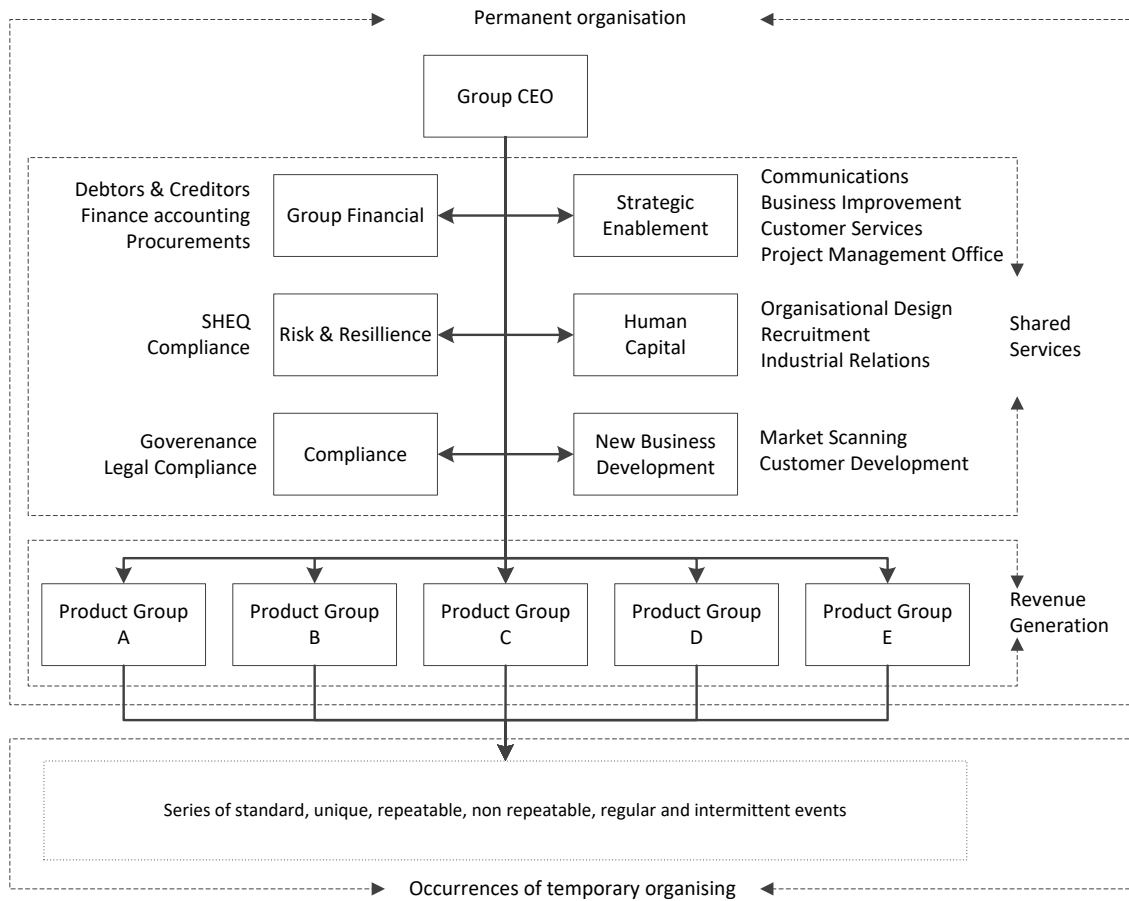 Permanent organisation
Group CEO
Debtors & Creditors
Finance accounting
Procurements
Group Financial
Strategic
Enablement
Communications
Business Improvement
Customer Services
Project Management Office
SHEQ
Compliance
Risk & Resillience
Human
Capital
Organisational Design
Recruitment
Industrial Relations
Shared
Services
Goverenance
Legal Compliance
Compliance
New Business
Development
Market Scanning
Customer Development
Product Group
A
Product Group
B
Product Group
C
Product Group
D
Product Group
E
Revenue
Generation
Series of standard, unique, repeatable, non repeatable, regular and intermittent events
Occurrences of temporary organising